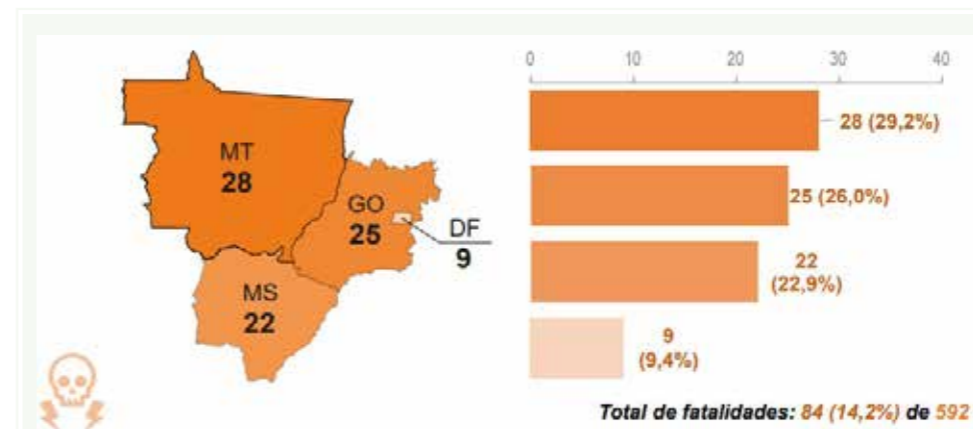 MT
28
GO
25
DF
9
MS
22
0 10 20 30 40
28 (29,2%)
25 (26,0%)
22
(22,9%)
9
(9,4%)
Total de fatalidades: 84 (14,2%) de 592